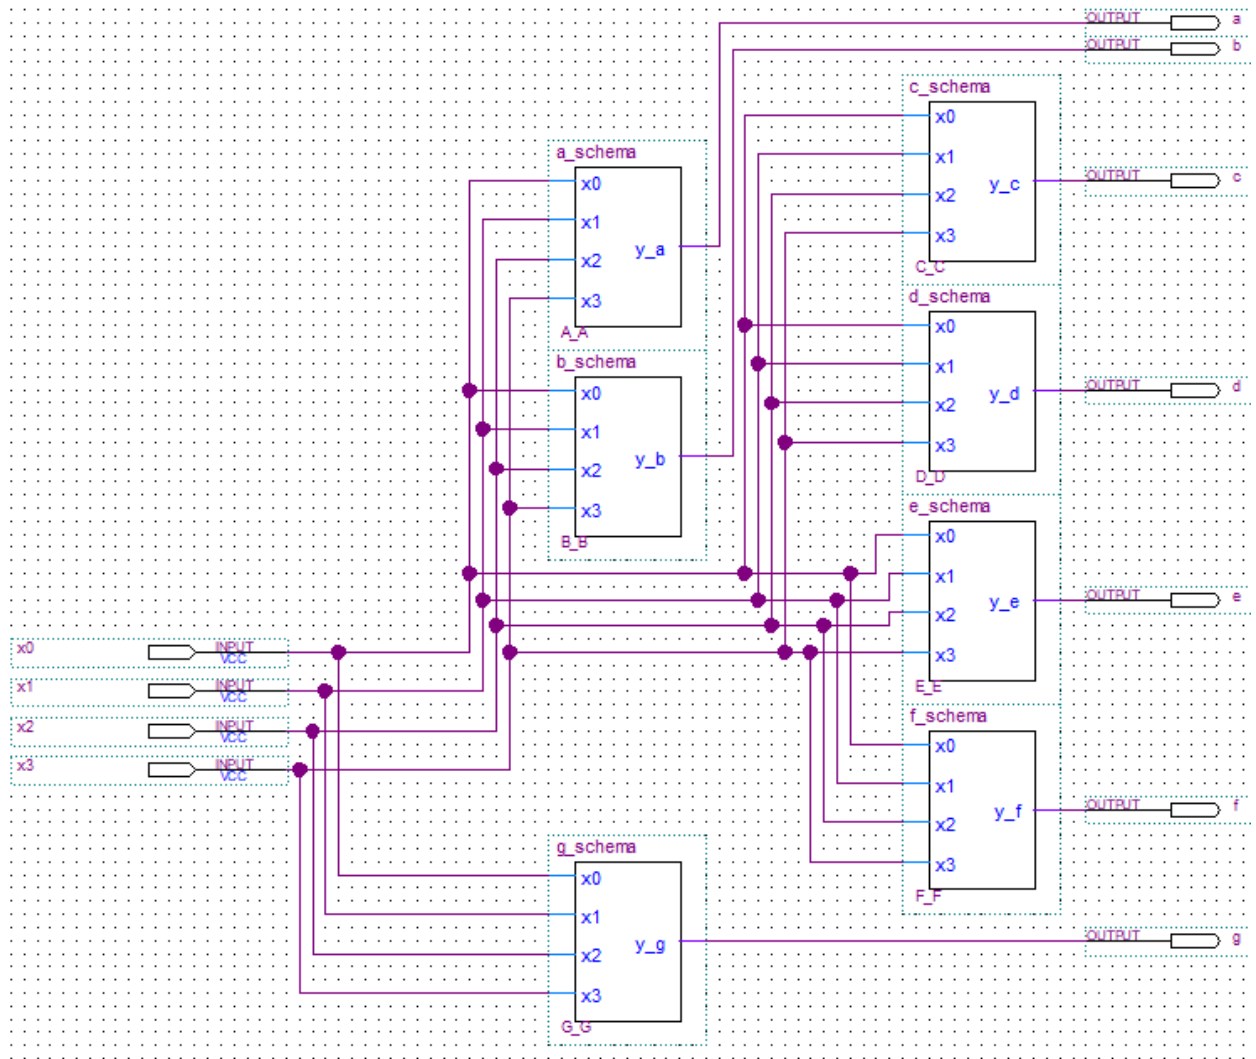 OUTPUT a
OUTPUT b
c_schema
x0
x1
x2
x3
y_c
C_C
OUTPUT c
a_schema
x0
x1
x2
x3
y_a
A_A
d_schema
x0
x1
x2
x3
y_d
D_D
OUTPUT d
b_schema
x0
x1
x2
x3
y_b
B_B
e_schema
x0
x1
x2
x3
y_e
E_E
OUTPUT e
x0 INPUT
VCC
x1 INPUT
VCC
x2 INPUT
VCC
x3 INPUT
VCC
f_schema
x0
x1
x2
x3
y_f
F_F
OUTPUT f
g_schema
x0
x1
x2
x3
y_g
G_G
OUTPUT g